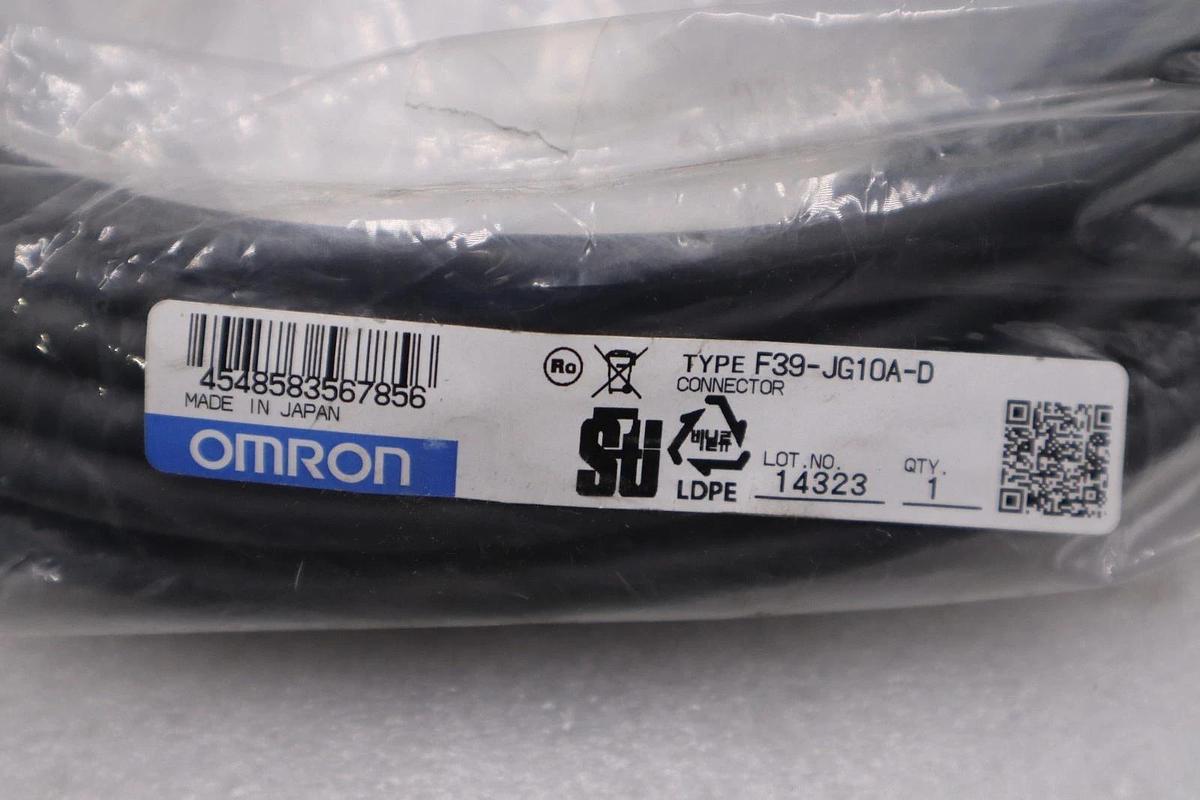 4548583567856
MADE IN JAPAN
OMRON
Ro
TYPE F39-JG10A-D
CONNECTOR
비닐류
LDPE
LOT.NO. 14323
QTY. 1